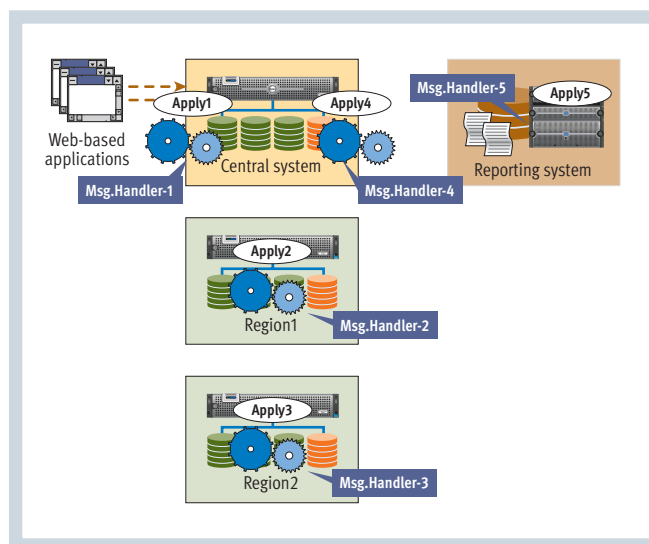 Apply1
Apply4
Web-based
applications
Central system
Msg.Handler-1
Msg.Handler-4
Msg.Handler-5
Apply5
Reporting system
Apply2
Region1
Msg.Handler-2
Apply3
Region2
Msg.Handler-3